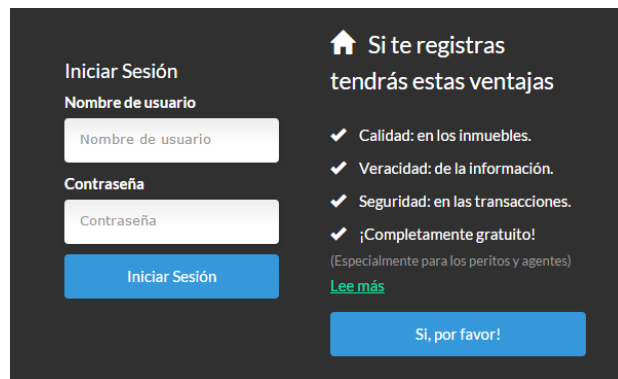 Iniciar Sesión
Nombre de usuario
Nombre de usuario
Contraseña
Contraseña
Iniciar Sesión
Si te registras
tendrás estas ventajas
Calidad: en los inmuebles.
Veracidad: de la información.
Seguridad: en las transacciones.
¡Completamente gratuito!
(Especialmente para los peritos y agentes)
Lee más
Si, por favor!